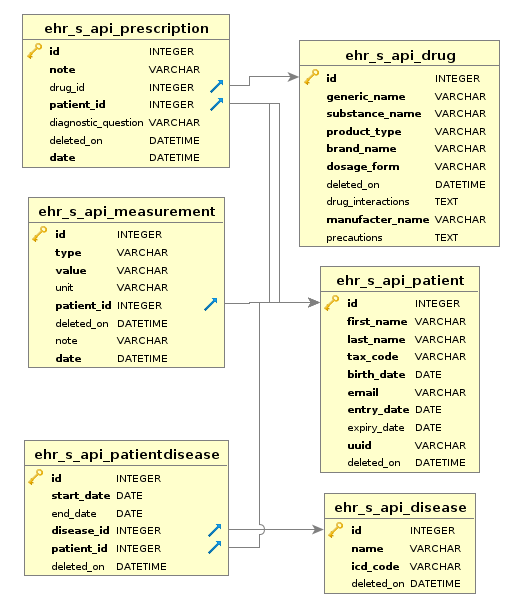 ehr_s_api_prescription
id INTEGER
note VARCHAR
drug_id INTEGER
patient_id INTEGER
diagnostic_question VARCHAR
deleted_on DATETIME
date DATETIME
ehr_s_api_drug
id INTEGER
generic_name VARCHAR
substance_name VARCHAR
product_type VARCHAR
brand_name VARCHAR
dosage_form VARCHAR
deleted_on DATETIME
drug_interactions TEXT
manufacter_name VARCHAR
precautions TEXT
ehr_s_api_measurement
id INTEGER
type VARCHAR
value VARCHAR
unit VARCHAR
patient_id INTEGER
deleted_on DATETIME
note VARCHAR
date DATETIME
ehr_s_api_patient
id INTEGER
first_name VARCHAR
last_name VARCHAR
tax_code VARCHAR
birth_date DATE
email VARCHAR
entry_date DATE
expiry_date DATE
uuid VARCHAR
deleted_on DATETIME
ehr_s_api_patientdisease
id INTEGER
start_date DATE
end_date DATE
disease_id INTEGER
patient_id INTEGER
deleted_on DATETIME
ehr_s_api_disease
id INTEGER
name VARCHAR
icd_code VARCHAR
deleted_on DATETIME